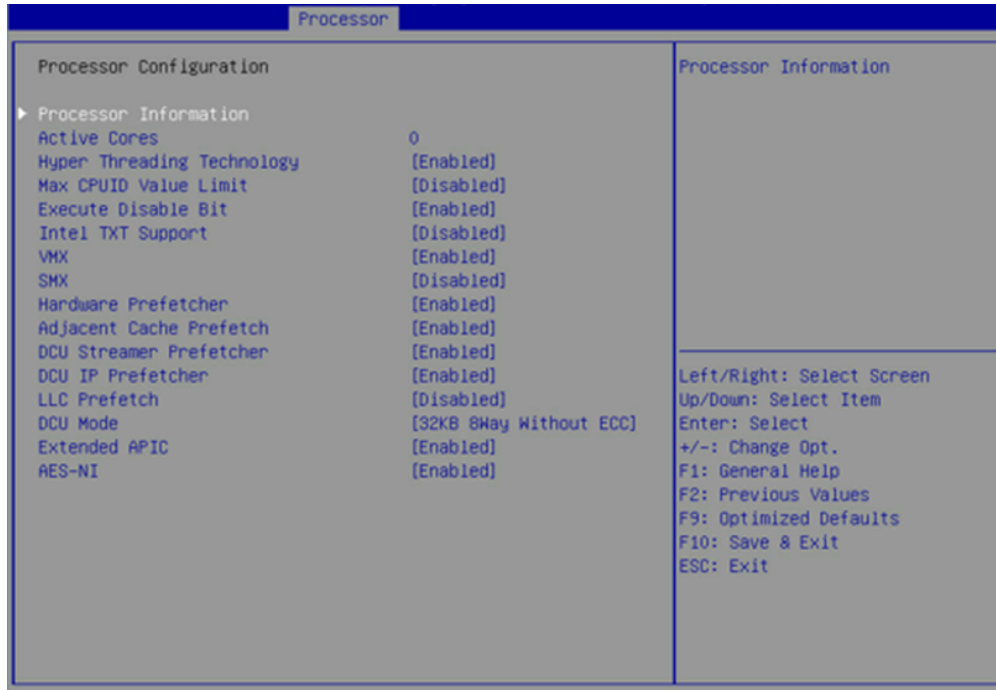 Processor
Processor Configuration
Processor Information
Active Cores 0
Hyper Threading Technology [Enabled]
Max CPUID Value Limit [Disabled]
Execute Disable Bit [Enabled]
Intel TXT Support [Disabled]
VMX [Enabled]
SMX [Disabled]
Hardware Prefetcher [Enabled]
Adjacent Cache Prefetch [Enabled]
DCU Streamer Prefetcher [Enabled]
DCU IP Prefetcher [Enabled]
LLC Prefetch [Disabled]
DCU Mode [32KB 8Way Without ECC]
Extended APIC [Enabled]
AES-NI [Enabled]
Processor Information
Left/Right: Select Screen
Up/Down: Select Item
Enter: Select
+/-: Change Opt.
F1: General Help
F2: Previous Values
F9: Optimized Defaults
F10: Save & Exit
ESC: Exit